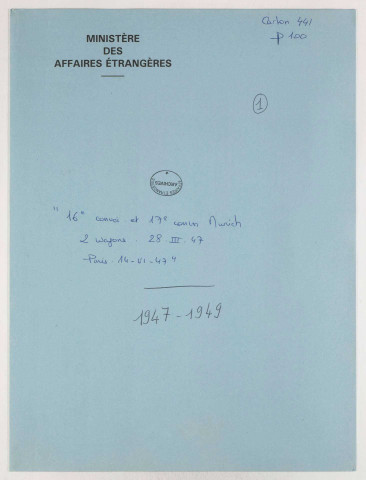 Carton 441
p 100
MINISTÈRE
DES
AFFAIRES ÉTRANGÈRES
1
"16e convoi et 17e convoi Munich
2 wagons. 28 III 47
Paris. 14-VI-47"
1947-1949